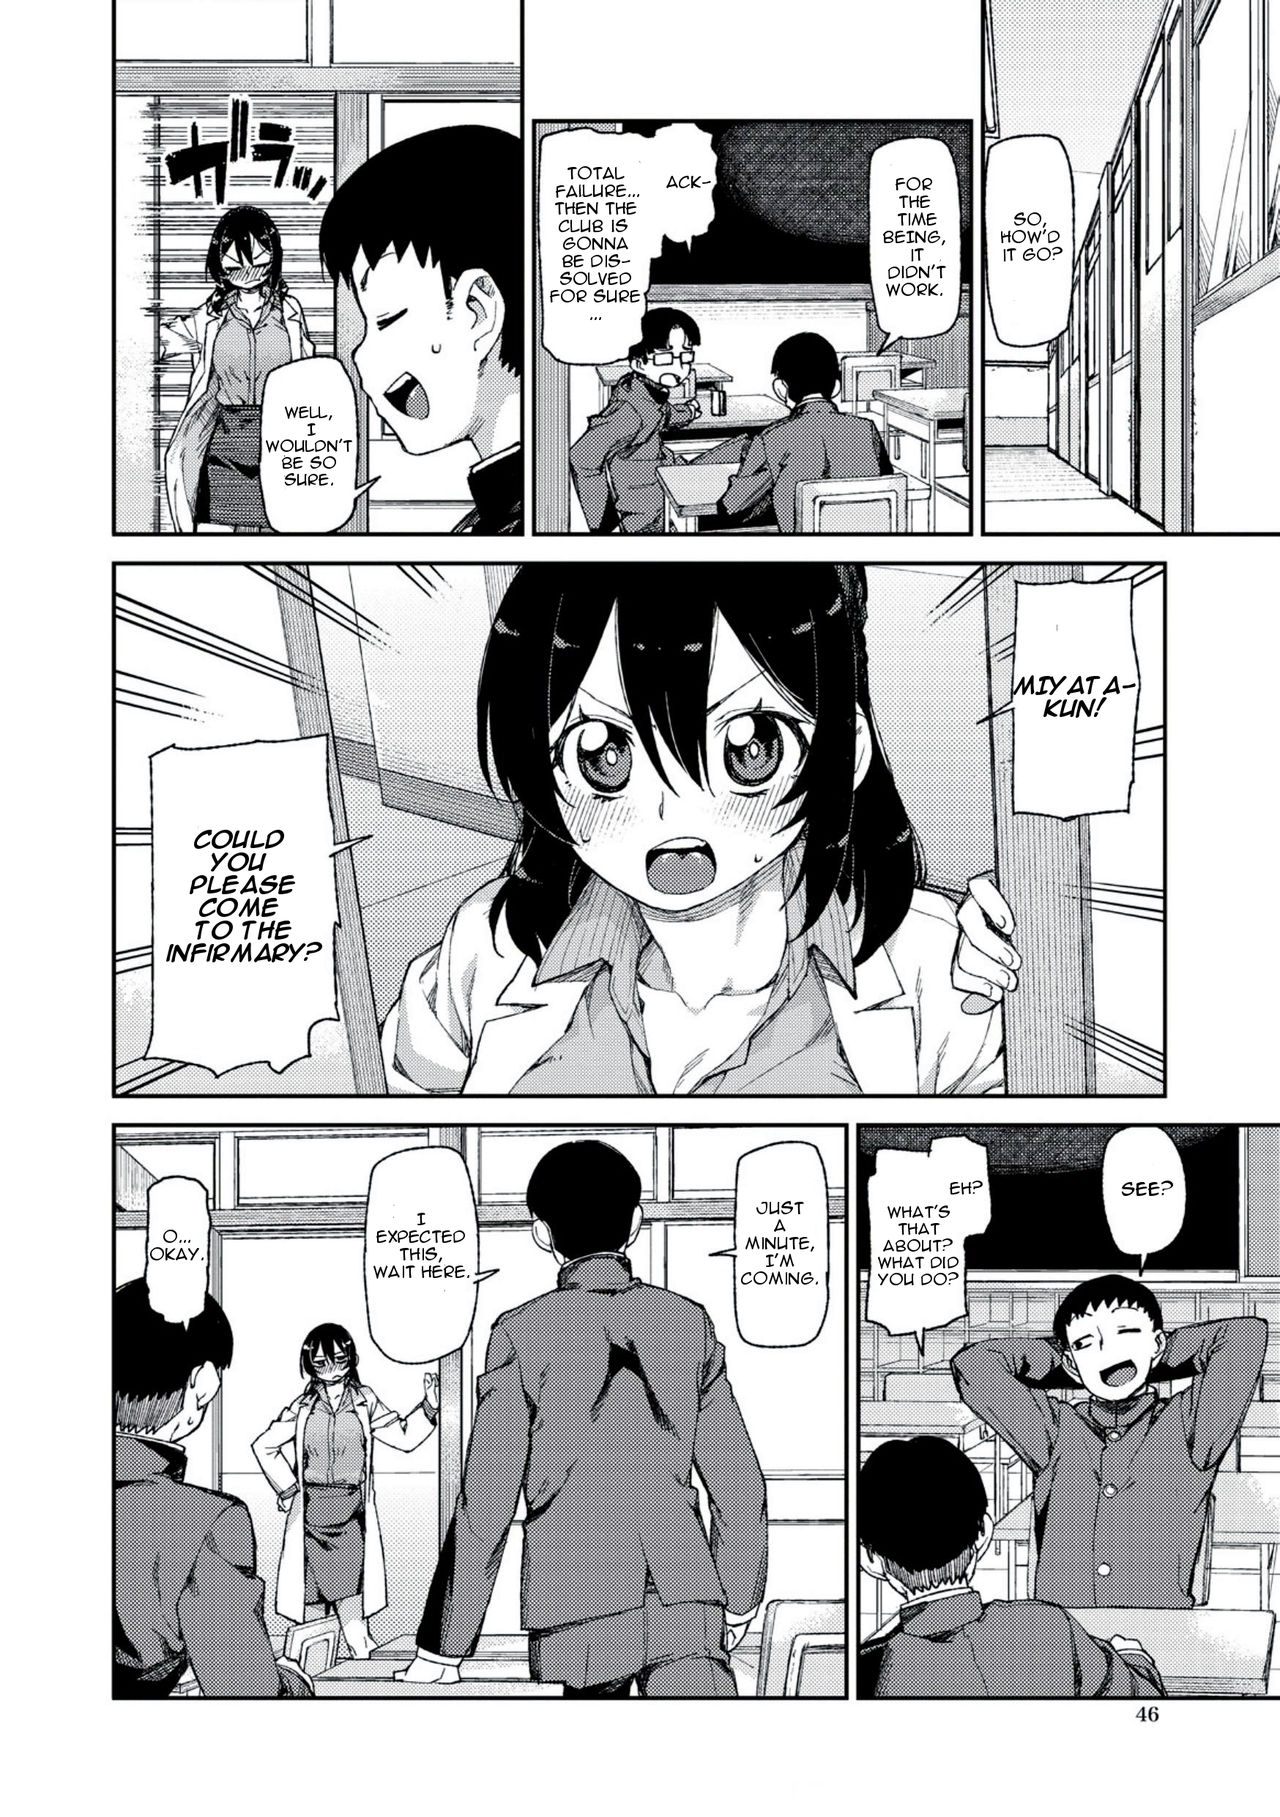 SO,
HOW'D
IT GO?
FOR
THE
TIME
BEING,
IT
DIDN'T
WORK.
ACK-
TOTAL
FAILURE...
THEN THE
CLUB IS
GONNA
BE DIS-
SOLVED
FOR SURE
...
ガラッ
WELL,
I
WOULDN'T
BE SO
SURE.
MIYATA-
KUN!
COULD
YOU
PLEASE
COME
TO THE
INFIRMARY?
SEE?
EH?
WHAT'S
THAT
ABOUT?
WHAT DID
YOU DO?
JUST
A
MINUTE,
I'M
COMING.
I
EXPECTED
THIS,
WAIT HERE.
O...
OKAY.
46